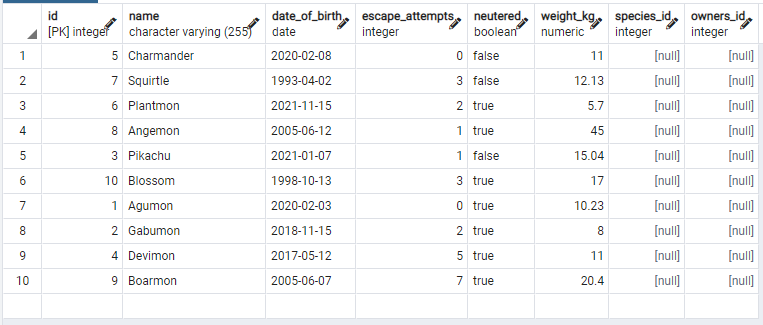 id name date_of_birth escape_attempts neutered weight_kg species_id owners_id
[PK] integer character varying (255) date integer boolean numeric integer integer
1 5 Charmander 2020-02-08 0 false 11 [null] [null]
2 7 Squirtle 1993-04-02 3 false 12.13 [null] [null]
3 6 Plantmon 2021-11-15 2 true 5.7 [null] [null]
4 8 Angemon 2005-06-12 1 true 45 [null] [null]
5 3 Pikachu 2021-01-07 1 false 15.04 [null] [null]
6 10 Blossom 1998-10-13 3 true 17 [null] [null]
7 1 Agumon 2020-02-03 0 true 10.23 [null] [null]
8 2 Gabumon 2018-11-15 2 true 8 [null] [null]
9 4 Devimon 2017-05-12 5 true 11 [null] [null]
10 9 Boarmon 2005-06-07 7 true 20.4 [null] [null]